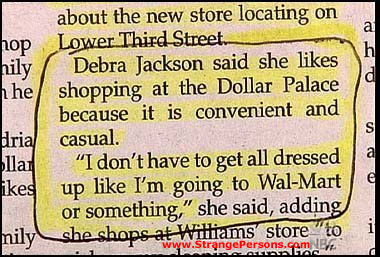 about the new store locating on
Lower Third Street.
Debra Jackson said she likes
shopping at the Dollar Palace
because it is convenient and
casual.
"I don't have to get all dressed
up like I'm going to Wal-Mart
or something," she said, adding
she shops at Williams' store to
www.StrangePersons.com
NBC